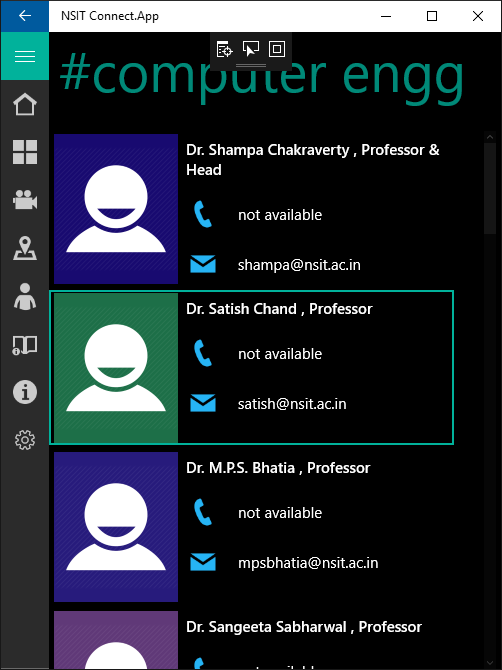 NSIT Connect.App
#computer engg
Dr. Shampa Chakraverty , Professor &
Head
not available
shampa@nsit.ac.in
Dr. Satish Chand , Professor
not available
satish@nsit.ac.in
Dr. M.P.S. Bhatia , Professor
not available
mpsbhatia@nsit.ac.in
Dr. Sangeeta Sabharwal , Professor
not available